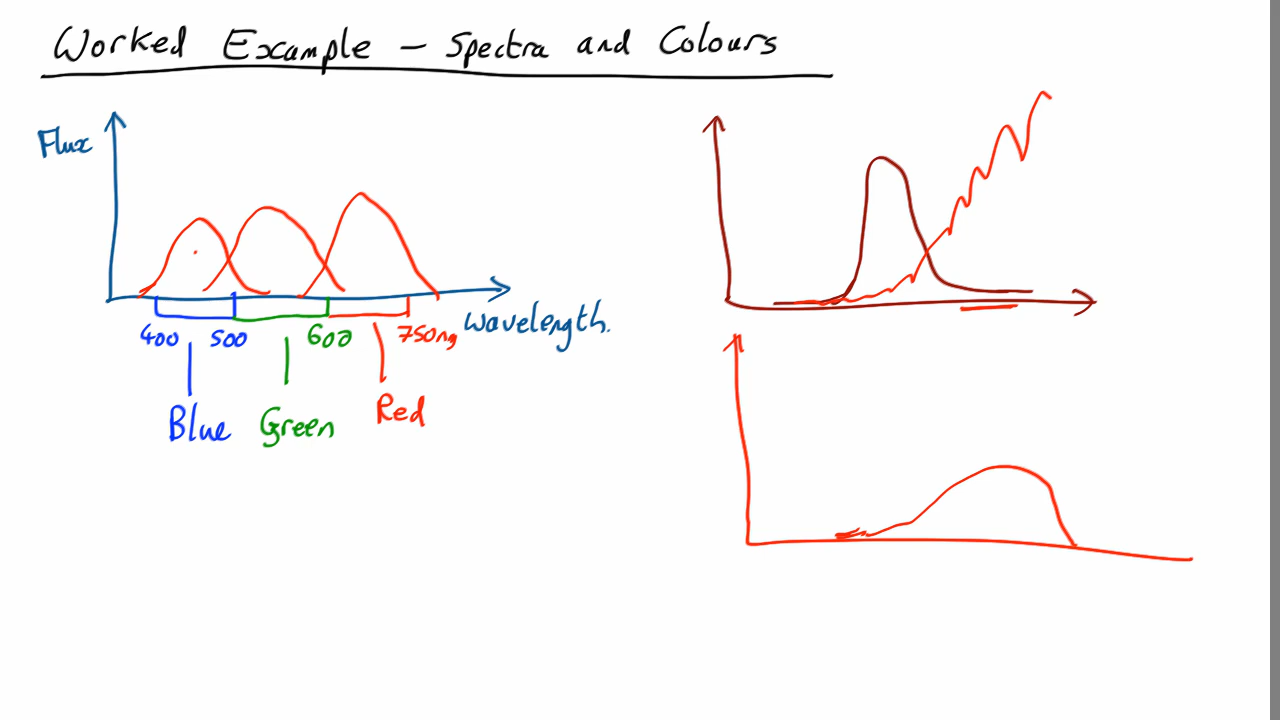 Worked Example - Spectra and Colours
Flux
400 500 600 750nm
Wavelength.
Blue Green Red